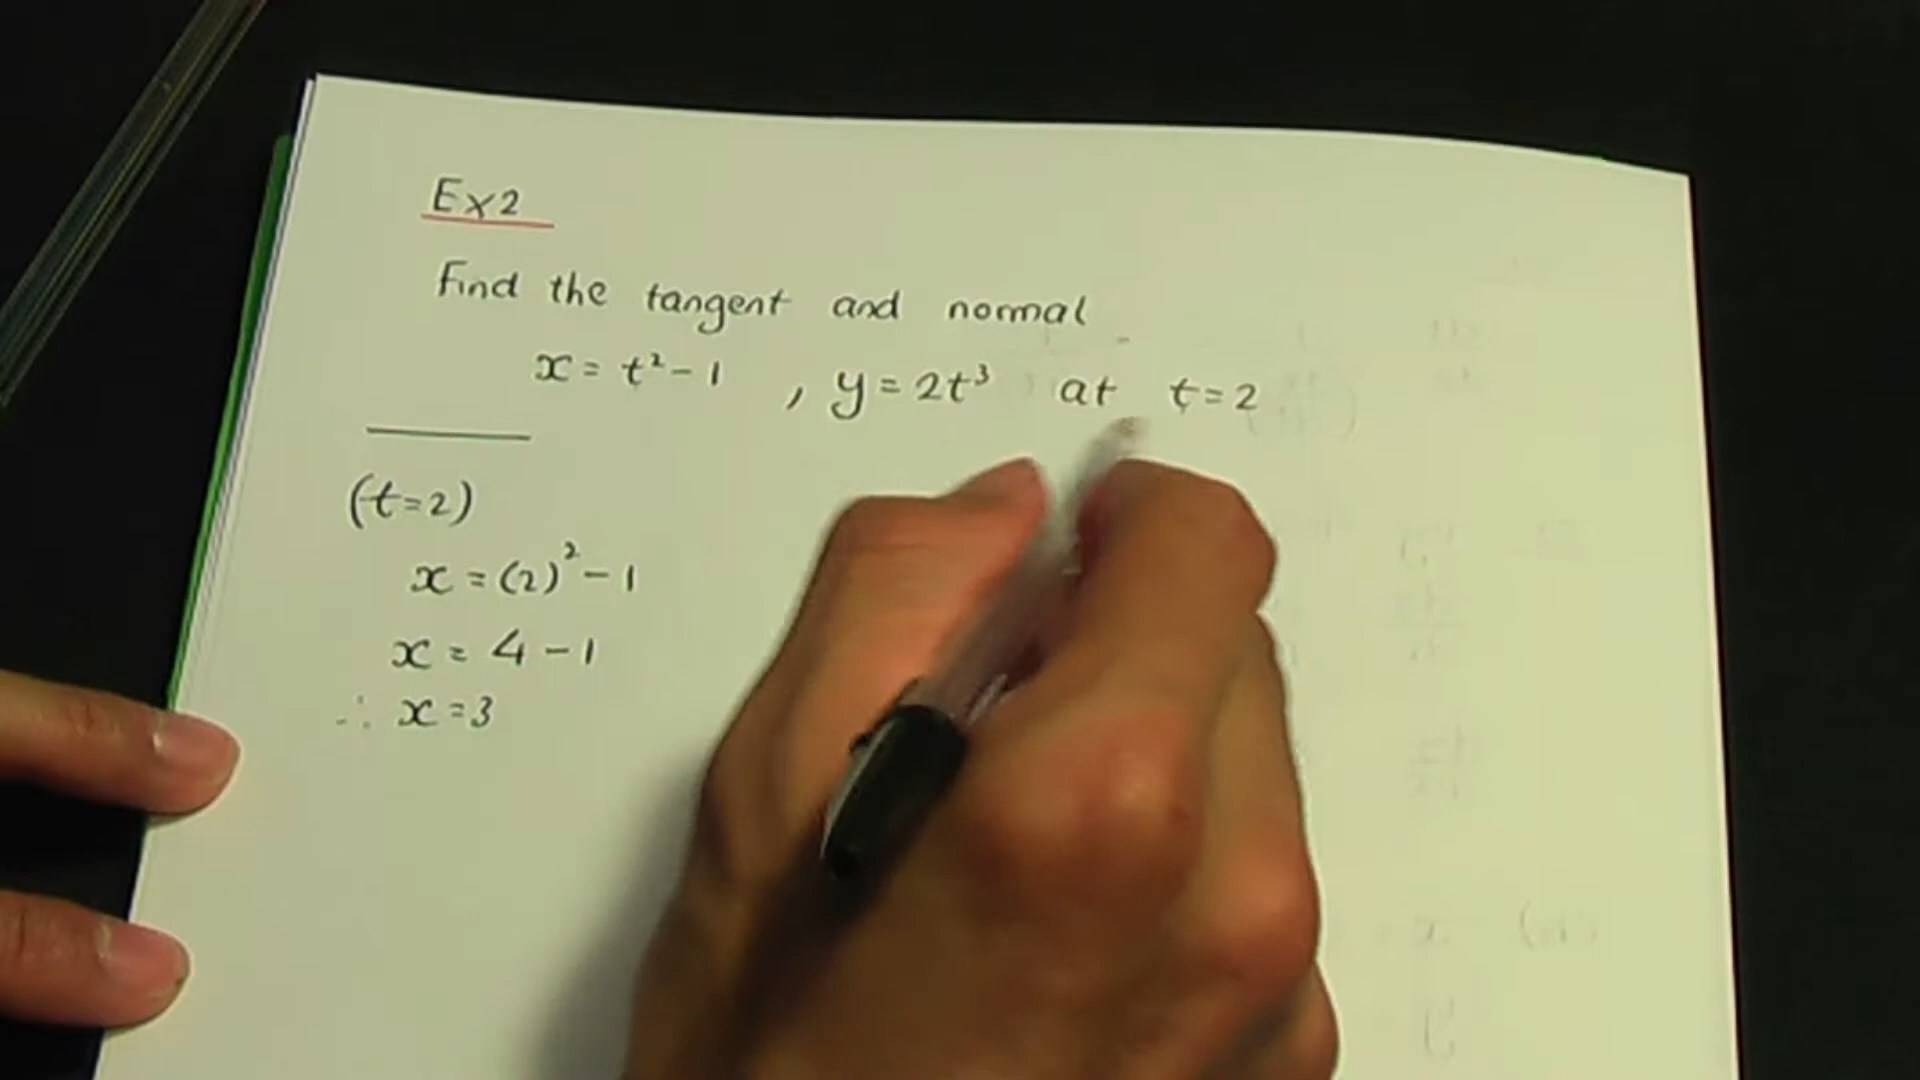 Ex2
Find the tangent and normal
x = t² - 1 , y = 2t³ at t = 2
(t=2)
x = (2)² - 1
x = 4 - 1
∴ x = 3